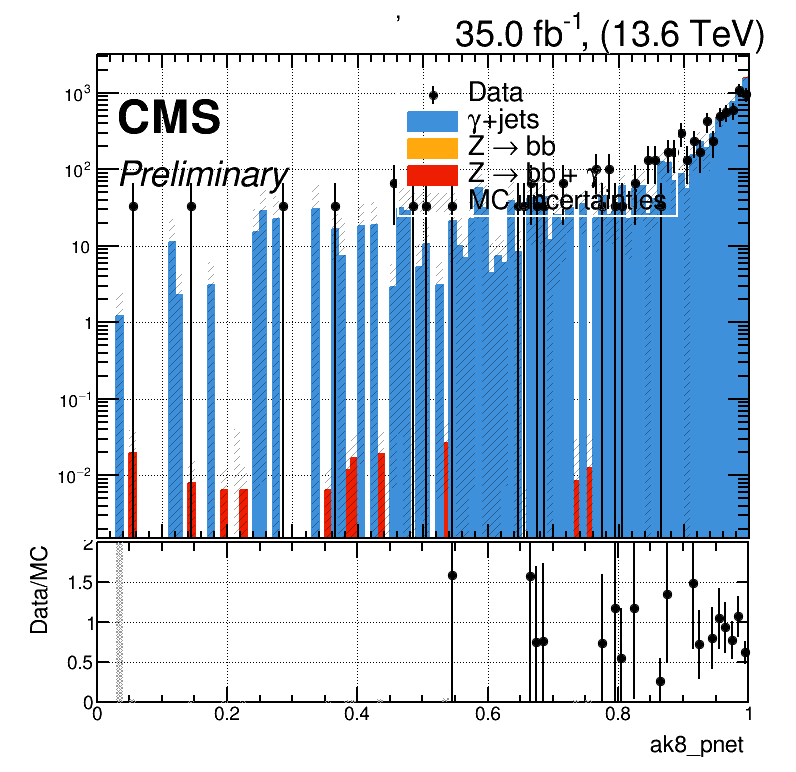 ,
35.0 fb⁻¹, (13.6 TeV)
CMS
Preliminary
Data
γ+jets
Z → bb
Z → bb + γ
MC uncertainties
10³
10²
10
1
10⁻¹
10⁻²
Data/MC
2
1.5
1
0.5
0
0 0.2 0.4 0.6 0.8 1
ak8_pnet